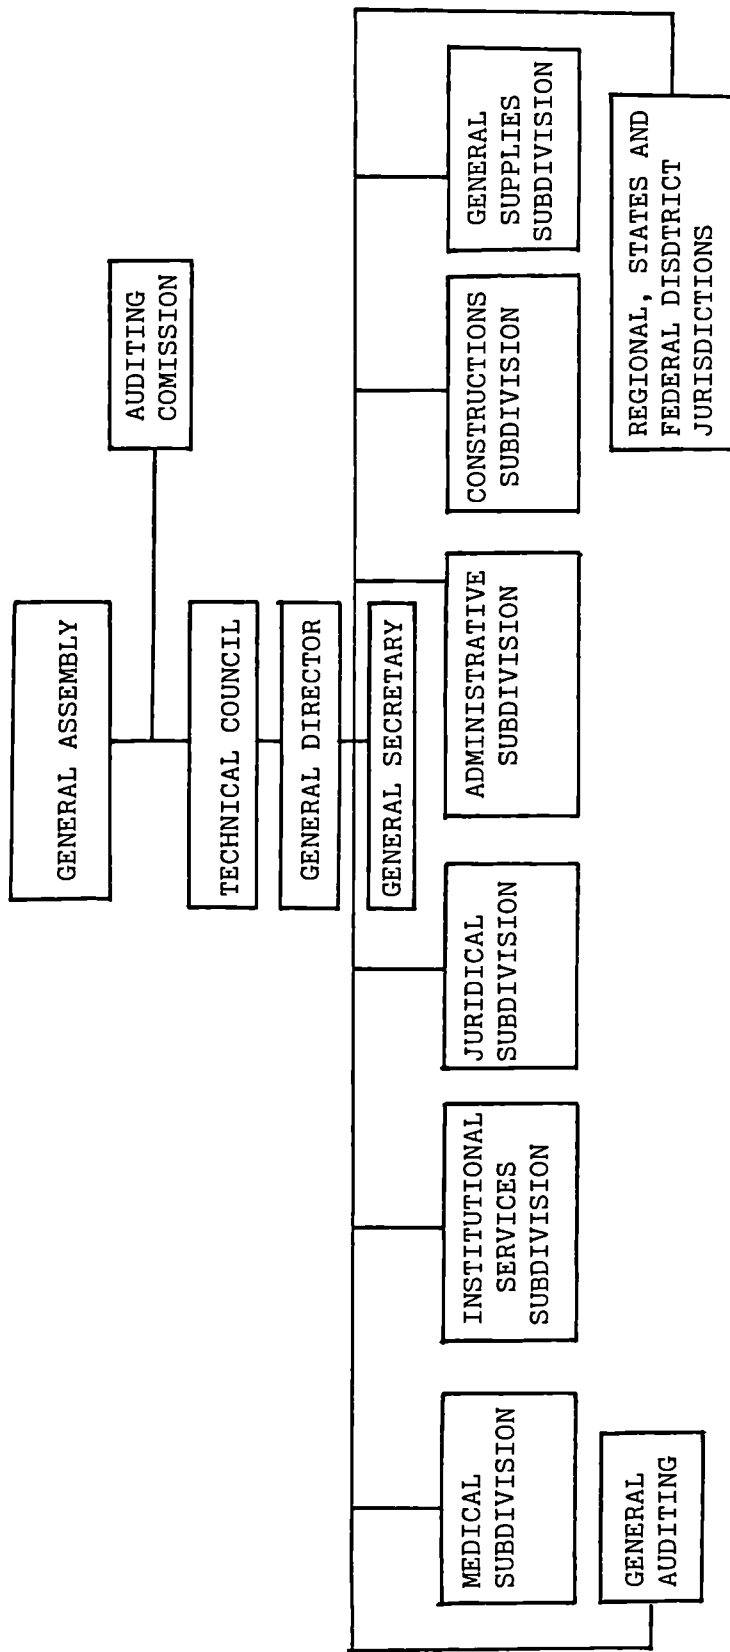 GENERAL ASSEMBLY
AUDITING
COMISSION
TECHNICAL COUNCIL
GENERAL DIRECTOR
GENERAL SECRETARY
MEDICAL
SUBDIVISION
INSTITUTIONAL
SERVICES
SUBDIVISION
JURIDICAL
SUBDIVISION
ADMINISTRATIVE
SUBDIVISION
CONSTRUCTIONS
SUBDIVISION
GENERAL
SUPPLIES
SUBDIVISION
GENERAL
AUDITING
REGIONAL, STATES AND
FEDERAL DISDTRICT
JURISDICTIONS